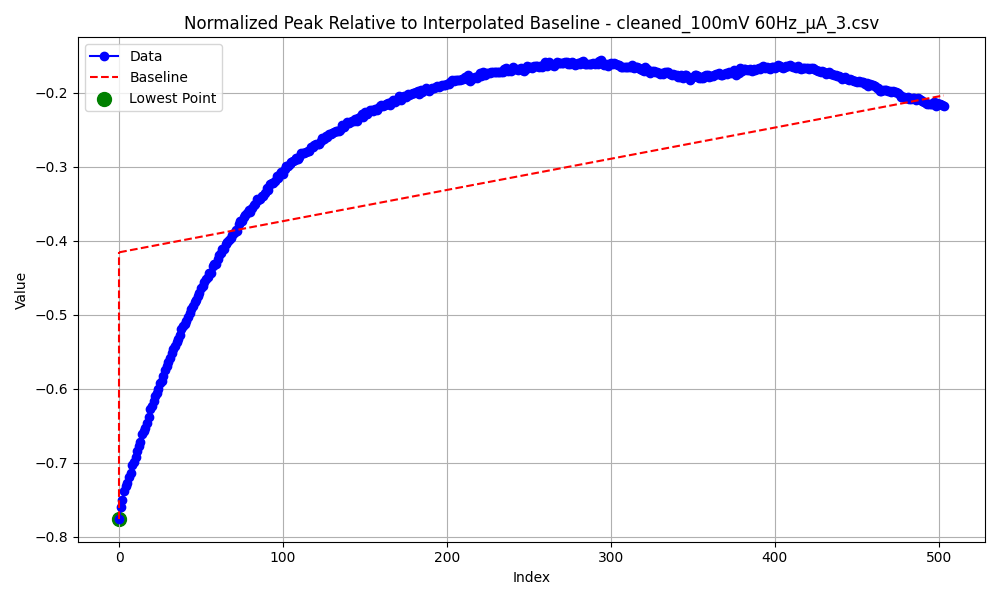 Normalized Peak Relative to Interpolated Baseline - cleaned_100mV 60Hz_μA_3.csv
Data
Baseline
Lowest Point
Value
−0.2
−0.3
−0.4
−0.5
−0.6
−0.7
−0.8
0 100 200 300 400 500
Index